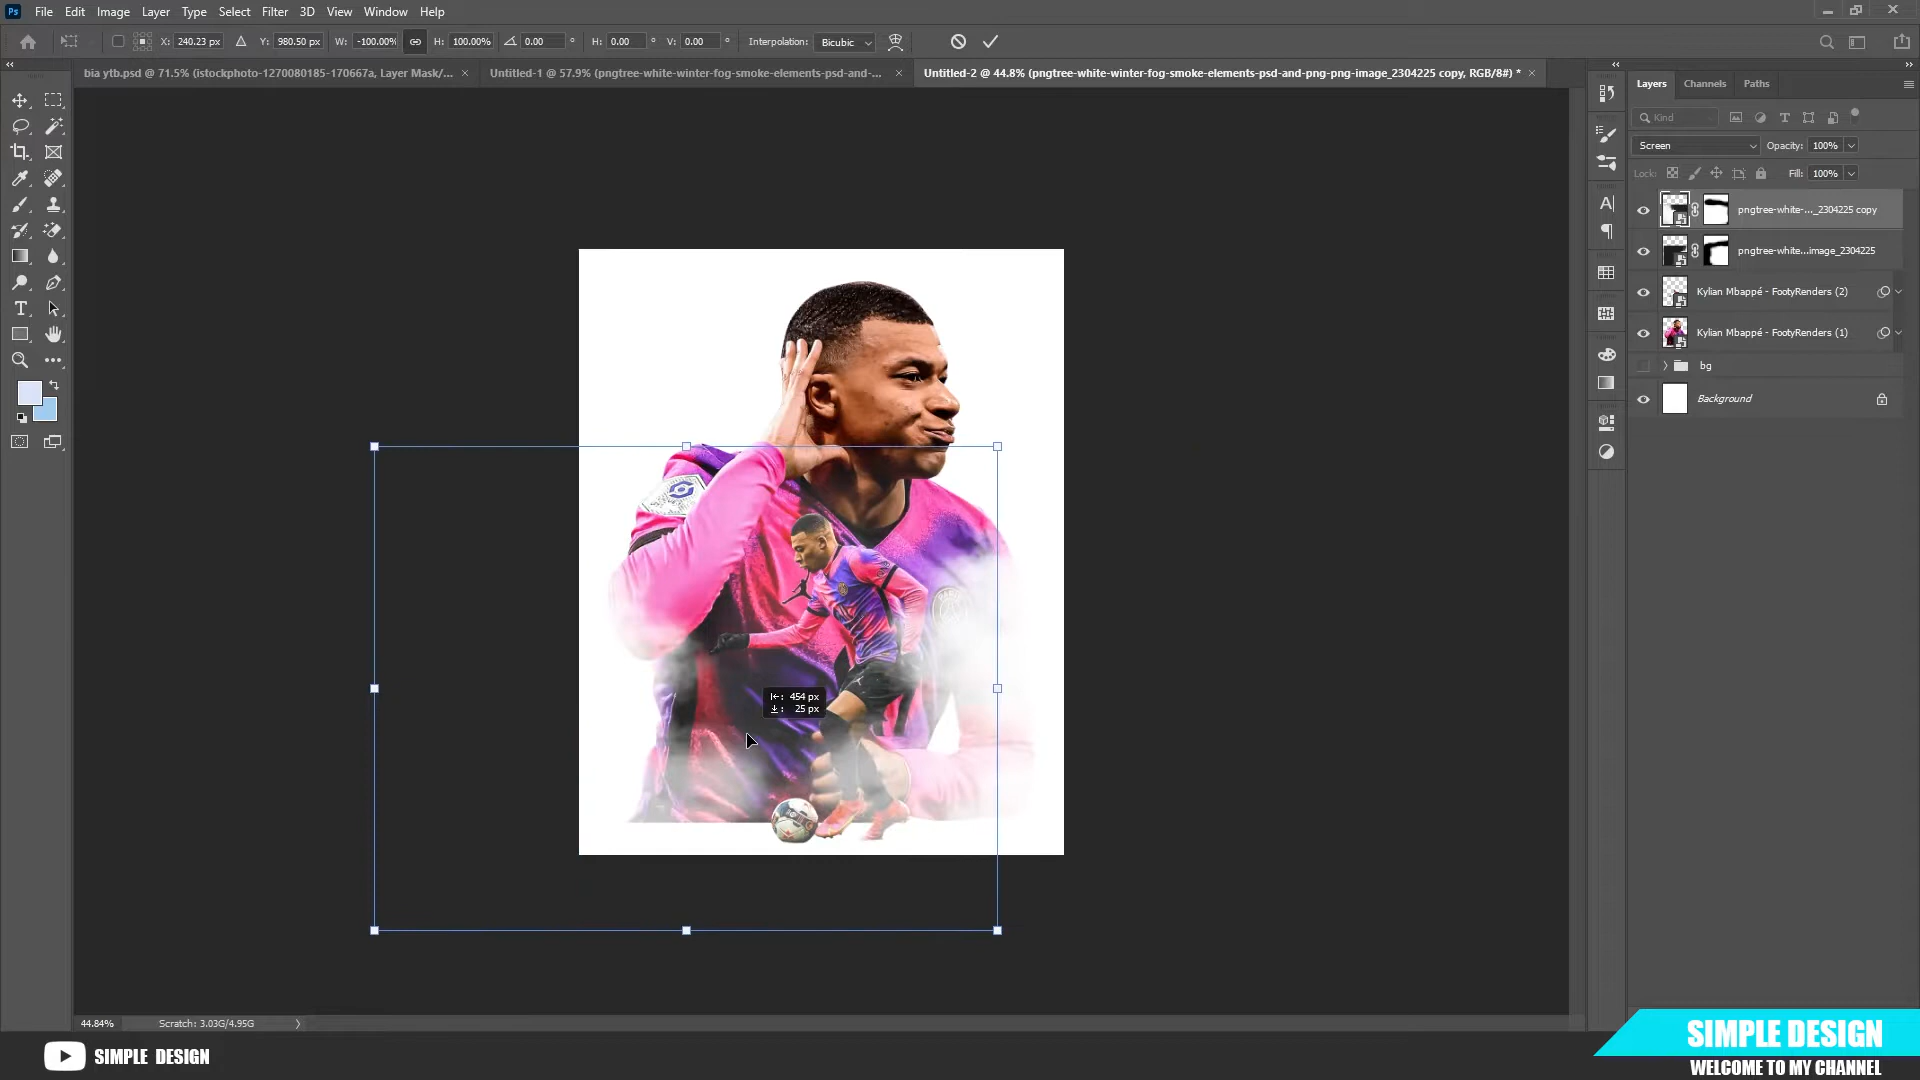 Ps File Edit Image Layer Type Select Filter 3D View Window Help
X: 240.23 px Y: 980.50 px W: -100.00% H: 100.00% 0.00 ° H: 0.00 ° V: 0.00 ° Interpolation: Bicubic
bia ytb.psd @ 71.5% (istockphoto-1270080185-170667a, Layer Mask/... × Untitled-1 @ 57.9% (pngtree-white-winter-fog-smoke-elements-psd-and-... × Untitled-2 @ 44.8% (pngtree-white-winter-fog-smoke-elements-psd-and-png-png-image_2304225 copy, RGB/8#) * ×
Layers Channels Paths
Kind
Screen Opacity: 100%
Lock: Fill: 100%
pngtree-white-..._2304225 copy
pngtree-white...image_2304225
Kylian Mbappé - FootyRenders (2)
Kylian Mbappé - FootyRenders (1)
bg
Background
454 px
25 px
44.84% Scratch: 3.03G/4.95G
SIMPLE DESIGN
SIMPLE DESIGN
WELCOME TO MY CHANNEL